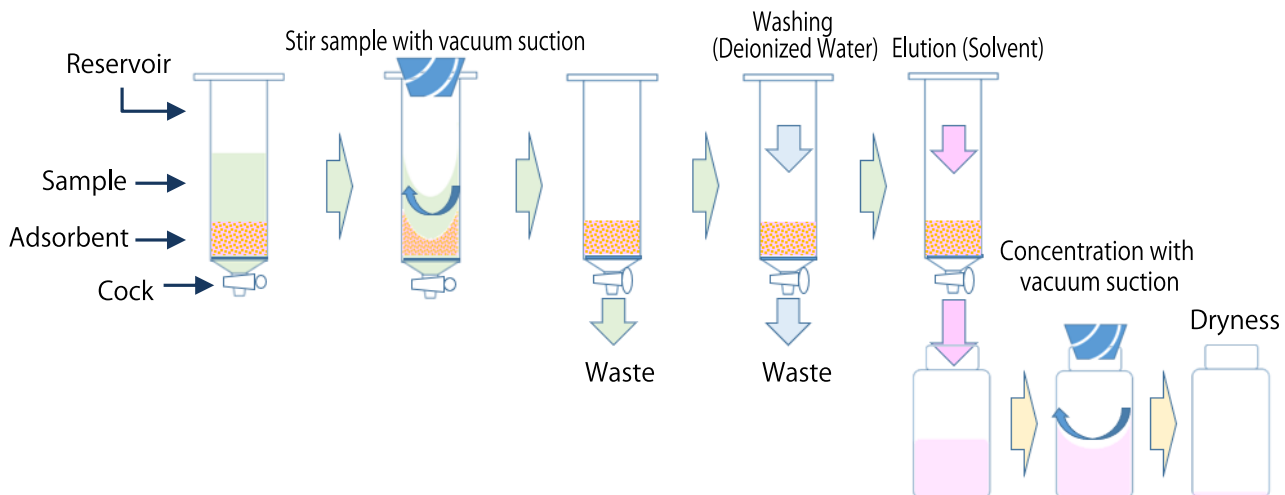 Reservoir
Sample
Adsorbent
Cock
Stir sample with vacuum suction
Waste
Washing
(Deionized Water)
Waste
Elution (Solvent)
Concentration with
vacuum suction
Dryness